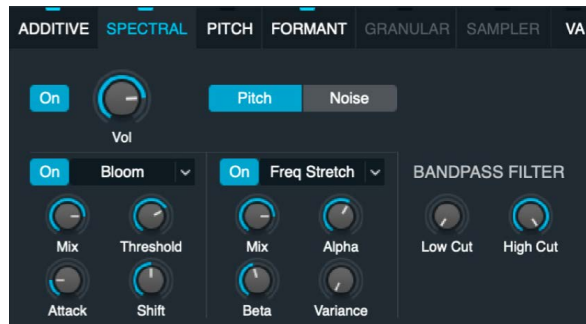 ADDITIVE SPECTRAL PITCH FORMANT GRANULAR SAMPLER VA
On Pitch Noise
Vol
On Bloom On Freq Stretch BANDPASS FILTER
Mix Threshold Mix Alpha Low Cut High Cut
Attack Shift Beta Variance